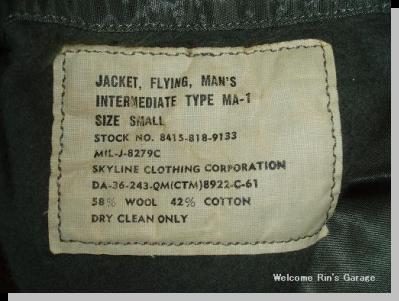 JACKET, FLYING, MAN'S
INTERMEDIATE TYPE MA-1
SIZE SMALL
STOCK NO. 8415-818-9133
MIL-J-8279C
SKYLINE CLOTHING CORPORATION
DA-36-243-QM(CTM)8922-C-61
58% WOOL 42% COTTON
DRY CLEAN ONLY
Welcome Rin's Garage